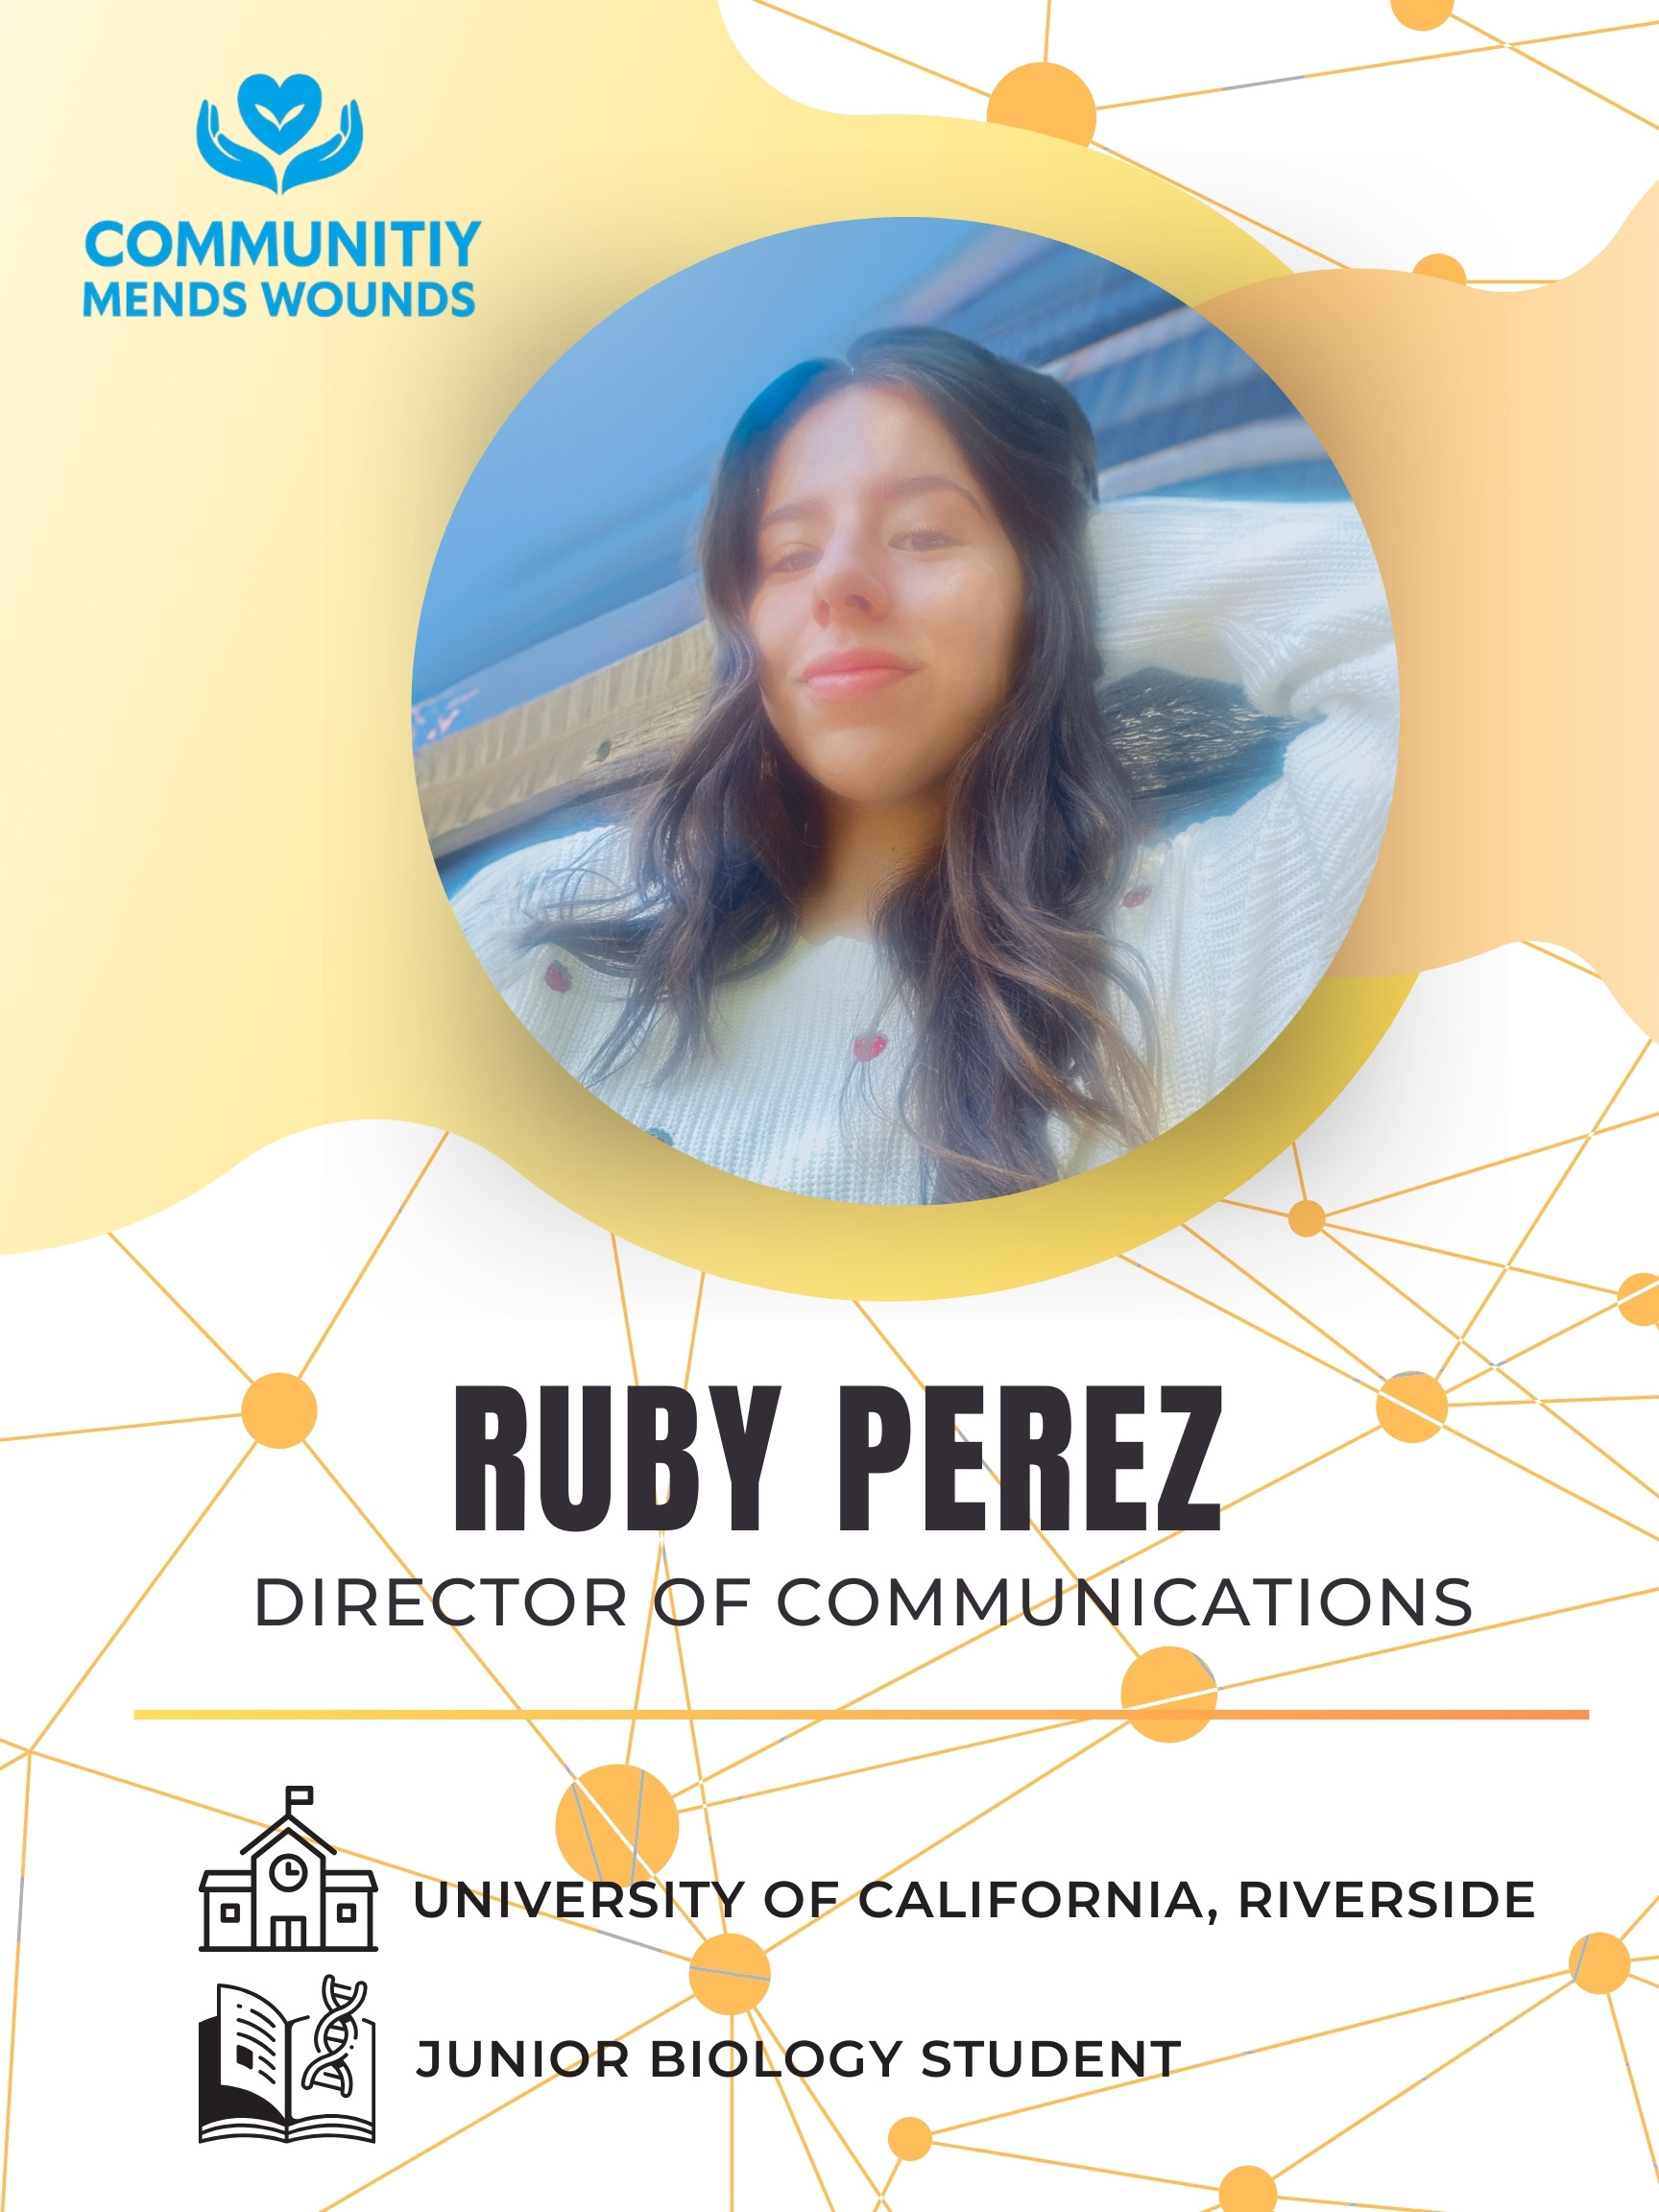 COMMUNITIY
MENDS WOUNDS
RUBY PEREZ
DIRECTOR OF COMMUNICATIONS
UNIVERSITY OF CALIFORNIA, RIVERSIDE
JUNIOR BIOLOGY STUDENT